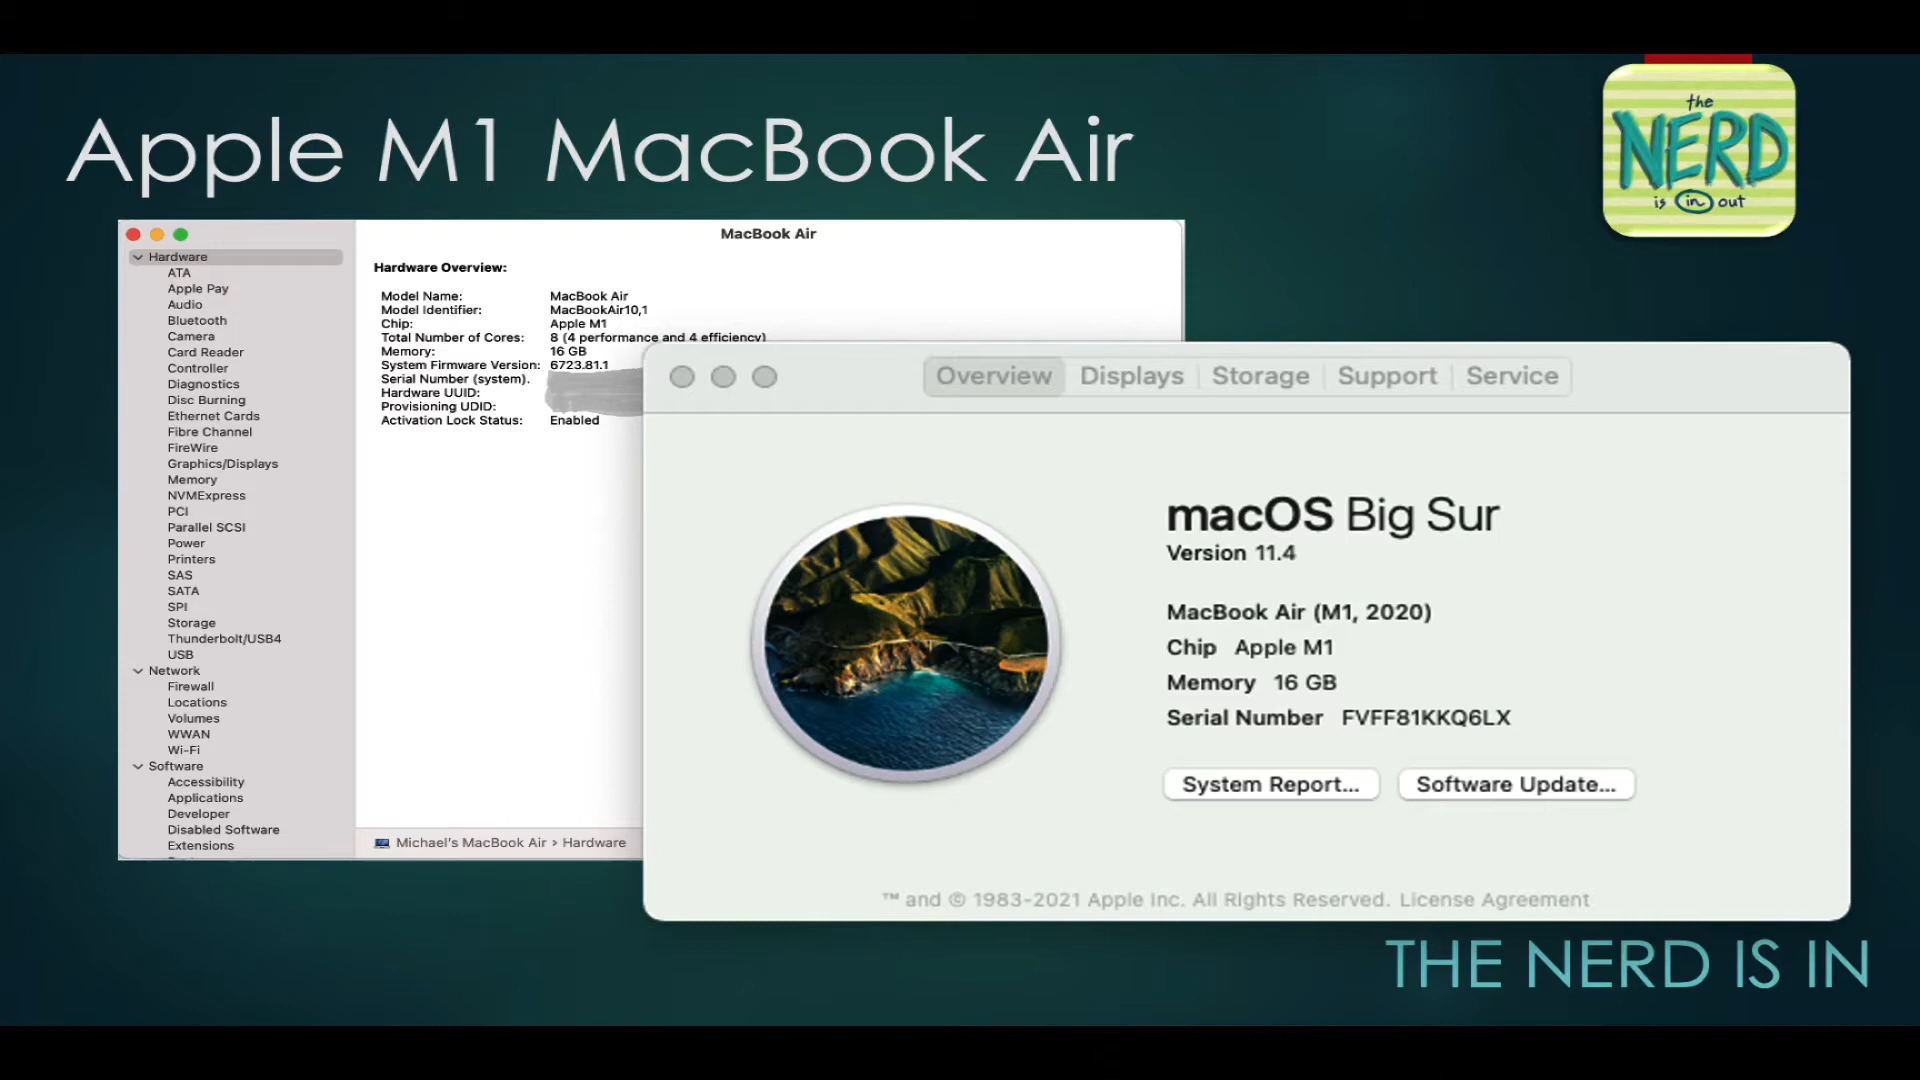 Apple M1 MacBook Air
the
NERD
is in out
MacBook Air
Hardware
ATA
Apple Pay
Audio
Bluetooth
Camera
Card Reader
Controller
Diagnostics
Disc Burning
Ethernet Cards
Fibre Channel
FireWire
Graphics/Displays
Memory
NVMExpress
PCI
Parallel SCSI
Power
Printers
SAS
SATA
SPI
Storage
Thunderbolt/USB4
USB
Network
Firewall
Locations
Volumes
WWAN
Wi-Fi
Software
Accessibility
Applications
Developer
Disabled Software
Extensions
Hardware Overview:
Model Name: MacBook Air
Model Identifier: MacBookAir10,1
Chip: Apple M1
Total Number of Cores: 8 (4 performance and 4 efficiency)
Memory: 16 GB
System Firmware Version: 6723.81.1
Serial Number (system):
Hardware UUID:
Provisioning UDID:
Activation Lock Status: Enabled
Michael's MacBook Air › Hardware
Overview Displays Storage Support Service
macOS Big Sur
Version 11.4
MacBook Air (M1, 2020)
Chip Apple M1
Memory 16 GB
Serial Number FVFF81KKQ6LX
System Report... Software Update...
™ and © 1983-2021 Apple Inc. All Rights Reserved. License Agreement
THE NERD IS IN